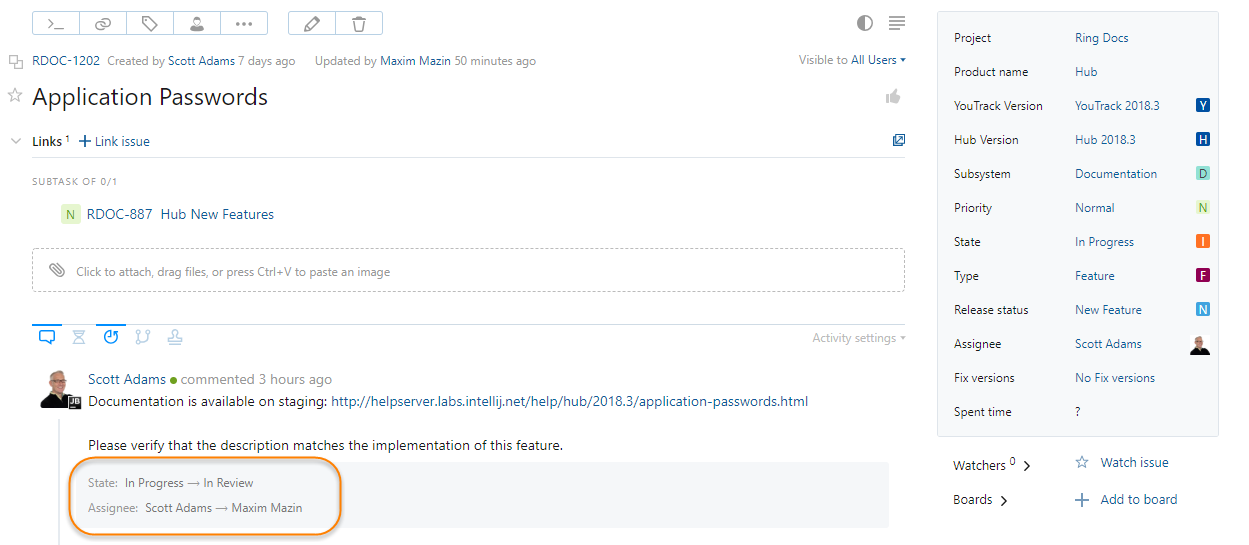 RDOC-1202 Created by Scott Adams 7 days ago Updated by Maxim Mazin 50 minutes ago Visible to All Users
Application Passwords
Links 1 + Link issue
SUBTASK OF 0/1
N RDOC-887 Hub New Features
Click to attach, drag files, or press Ctrl+V to paste an image
Activity settings
Scott Adams commented 3 hours ago
JB
Documentation is available on staging: http://helpserver.labs.intellij.net/help/hub/2018.3/application-passwords.html
Please verify that the description matches the implementation of this feature.
State: In Progress → In Review
Assignee: Scott Adams → Maxim Mazin
Project Ring Docs
Product name Hub
YouTrack Version YouTrack 2018.3 Y
Hub Version Hub 2018.3 H
Subsystem Documentation D
Priority Normal N
State In Progress I
Type Feature F
Release status New Feature N
Assignee Scott Adams
Fix versions No Fix versions
Spent time ?
Watchers 0 Watch issue
Boards Add to board